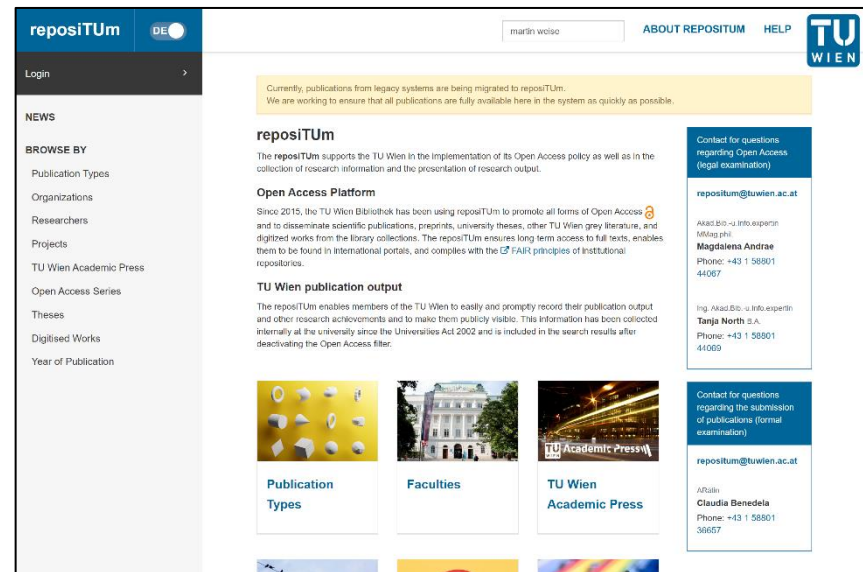 reposiTUm DE
martin weise ABOUT REPOSITUM HELP
TU
WIEN
Login
NEWS
BROWSE BY
Publication Types
Organizations
Researchers
Projects
TU Wien Academic Press
Open Access Series
Theses
Digitised Works
Year of Publication
Currently, publications from legacy systems are being migrated to reposiTUm.
We are working to ensure that all publications are fully available here in the system as quickly as possible.
reposiTUm
The reposiTUm supports the TU Wien in the implementation of its Open Access policy as well as in the
collection of research information and the presentation of research output.
Open Access Platform
Since 2015, the TU Wien Bibliothek has been using reposiTUm to promote all forms of Open Access
and to disseminate scientific publications, preprints, university theses, other TU Wien grey literature, and
digitized works from the library collections. The reposiTUm ensures long term access to full texts, enables
them to be found in international portals, and complies with the FAIR principles of institutional
repositories.
TU Wien publication output
The reposiTUm enables members of the TU Wien to easily and promptly record their publication output
and other research achievements and to make them publicly visible. This information has been collected
internally at the university since the Universities Act 2002 and is included in the search results after
deactivating the Open Access filter.
TU WIEN Academic Press
Publication
Types
Faculties
TU Wien
Academic Press
Contact for questions
regarding Open Access
(legal examination)
repositum@tuwien.ac.at
Akad.Bib.-u.Info.expertin
MMag.phil.
Magdalena Andrae
Phone: +43 1 58801
44067
Ing. Akad.Bib.-u.Info.expertin
Tanja North B.A.
Phone: +43 1 58801
44069
Contact for questions
regarding the submission
of publications (formal
examination)
repositum@tuwien.ac.at
ARatin
Claudia Benedela
Phone: +43 1 58801
36657